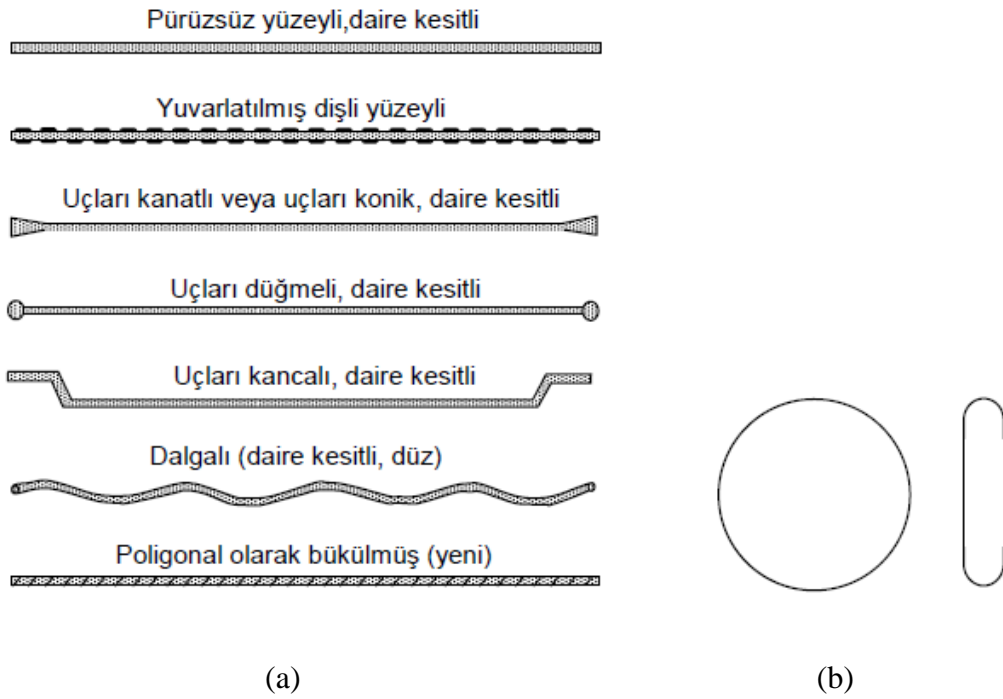 Pürüzsüz yüzeyli,daire kesitli
Yuvarlatılmış dişli yüzeyli
Uçları kanatlı veya uçları konik, daire kesitli
Uçları düğmeli, daire kesitli
Uçları kancalı, daire kesitli
Dalgalı (daire kesitli, düz)
Poligonal olarak bükülmüş (yeni)
(a)
(b)